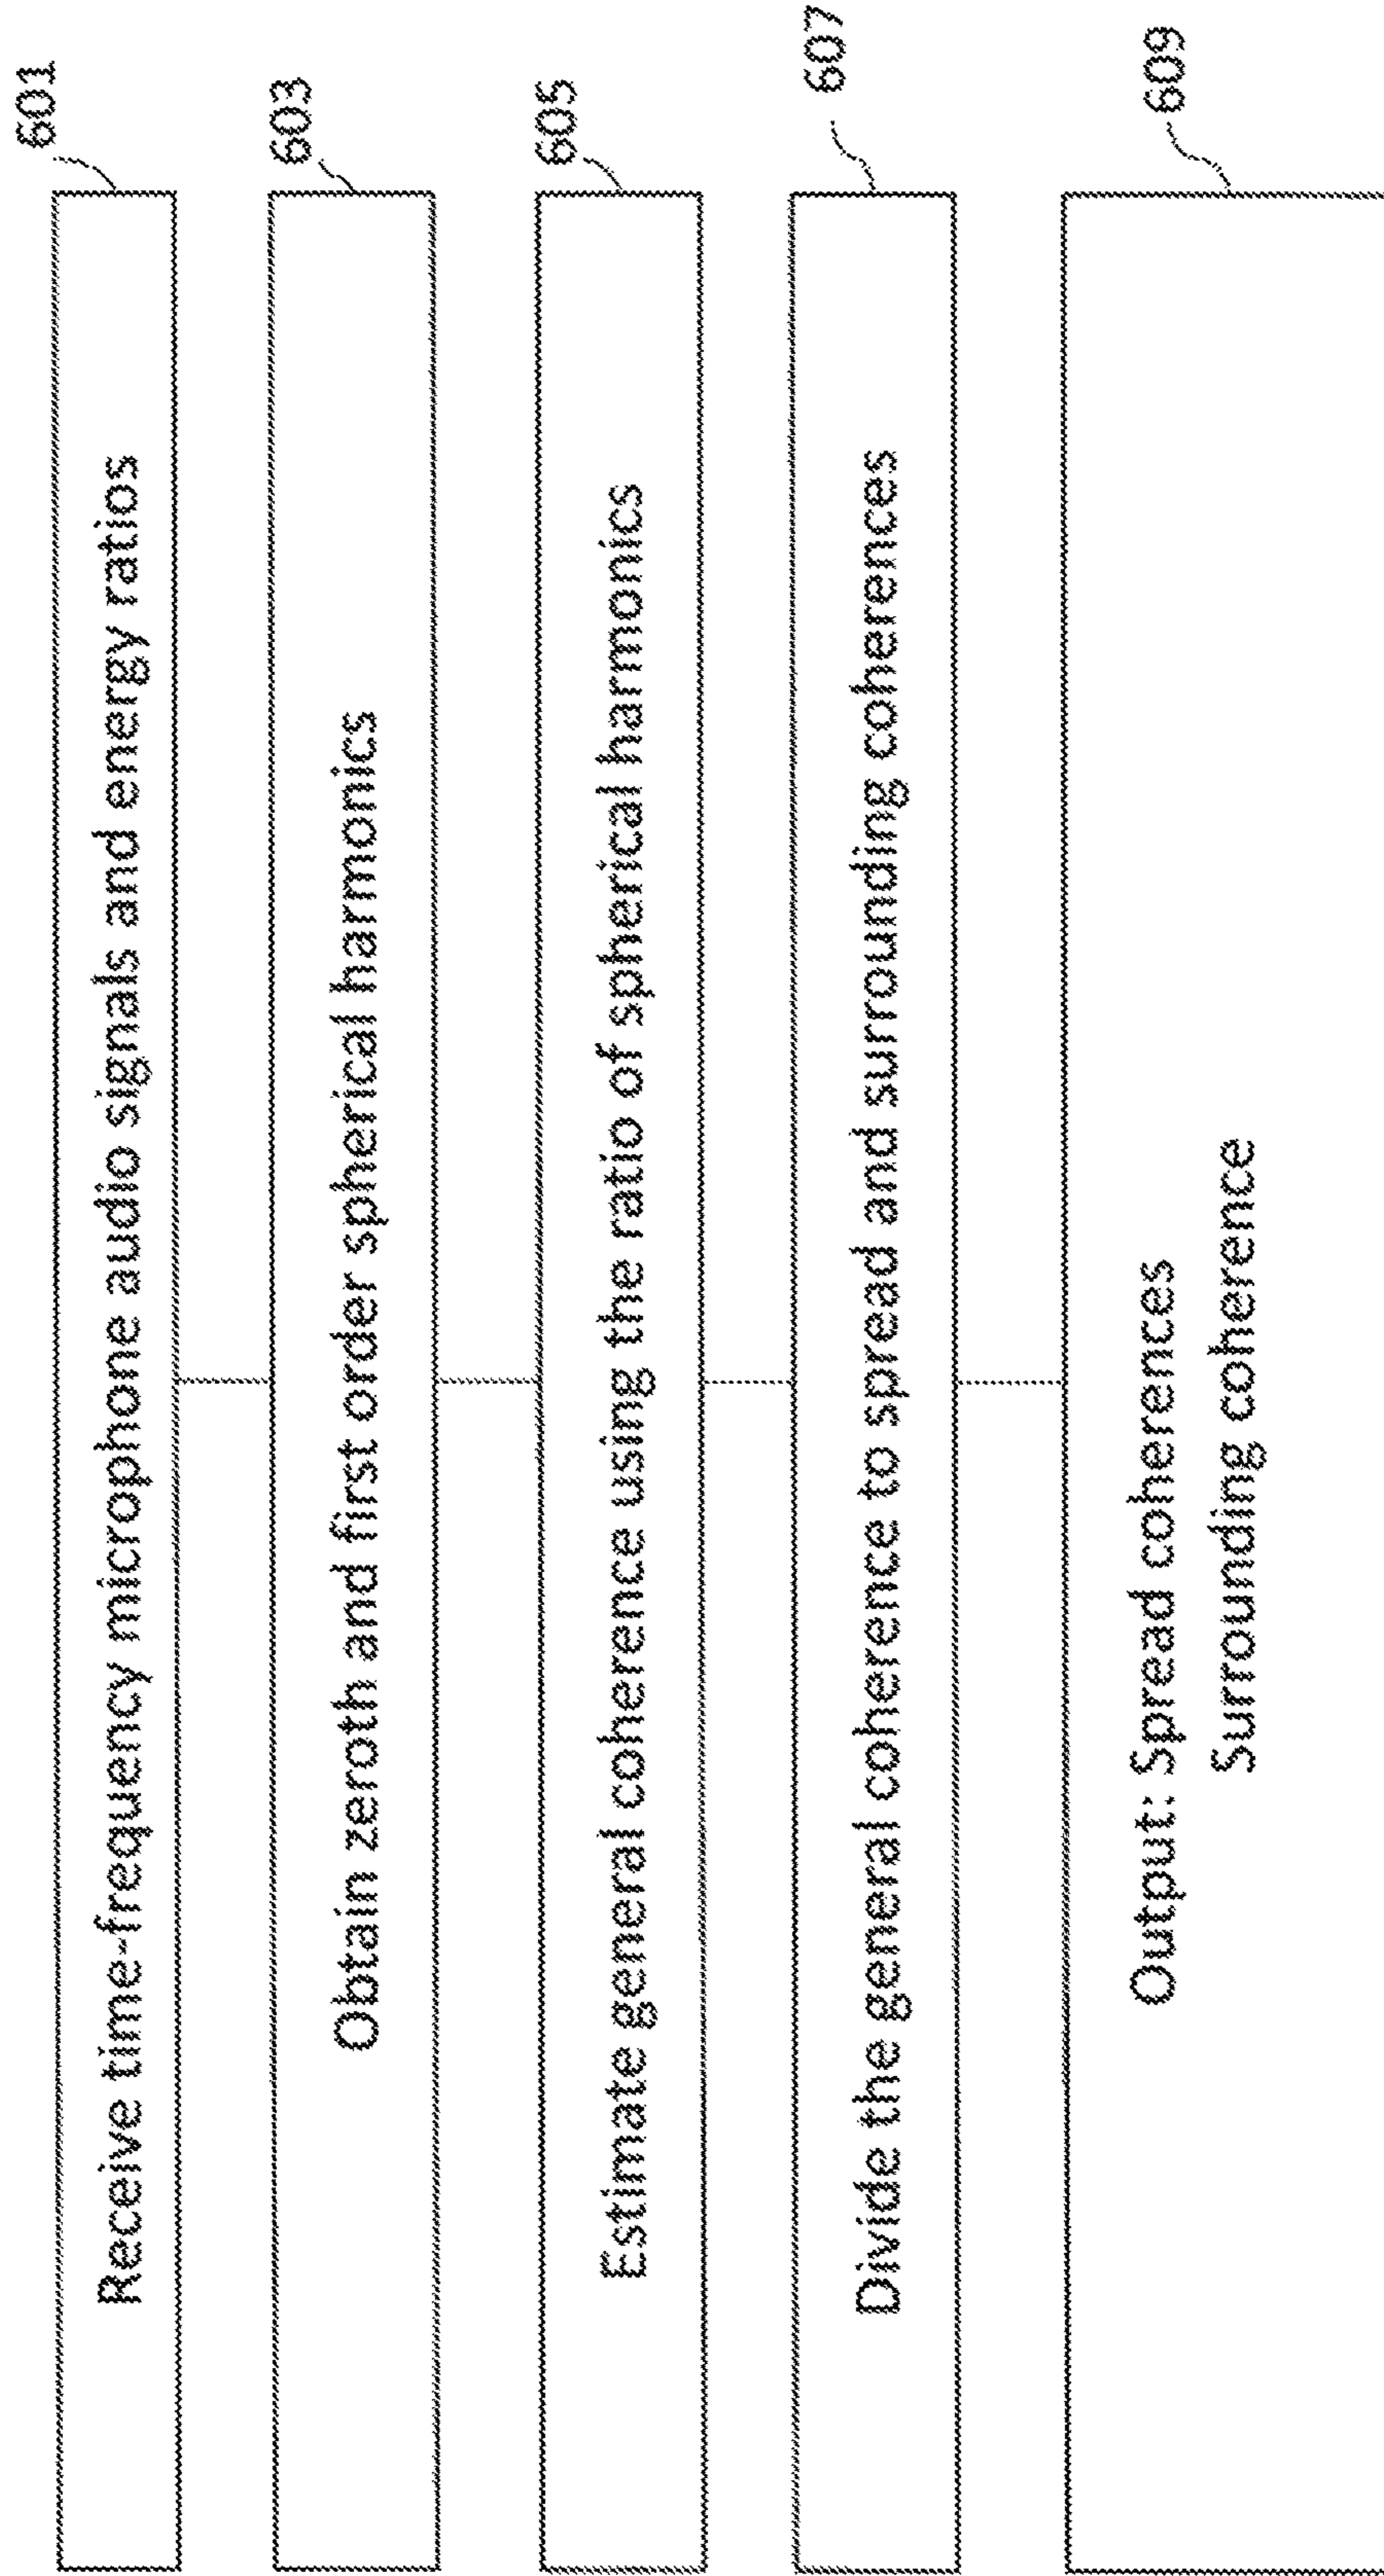 601
Receive time-frequency microphone audio signals and energy ratios
603
Obtain zeroth and first order spherical harmonics
605
Estimate general coherence using the ratio of spherical harmonics
607
Divide the general coherence to spread and surrounding coherences
609
Output: Spread coherences
Surrounding coherence